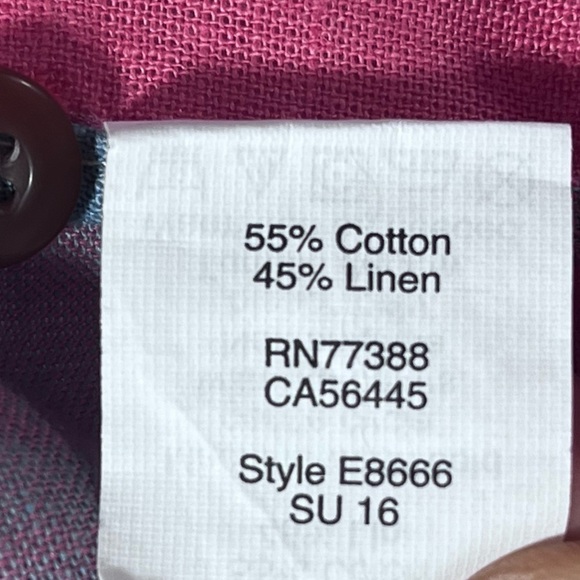 55% Cotton
45% Linen
RN77388
CA56445
Style E8666
SU 16